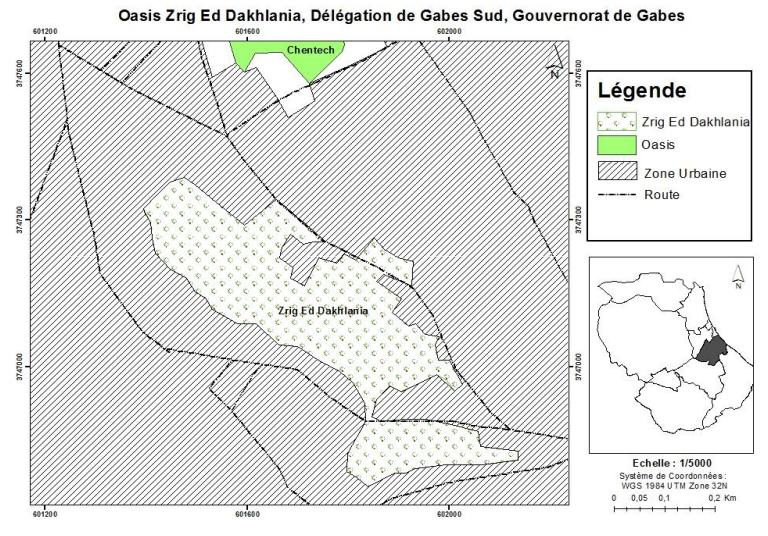 Oasis Zrig Ed Dakhlania, Délégation de Gabes Sud, Gouvernorat de Gabes
601200 601600 602000
Chentech
N
3747600 3747600
3747300 3747300
Zrig Ed Dakhlania
3747000 3747000
601200 601600 602000
Légende
Zrig Ed Dakhlania
Oasis
Zone Urbaine
Route
N
Echelle : 1/5000
Système de Coordonnées :
WGS 1984 UTM Zone 32N
0 0,05 0,1 0,2 Km